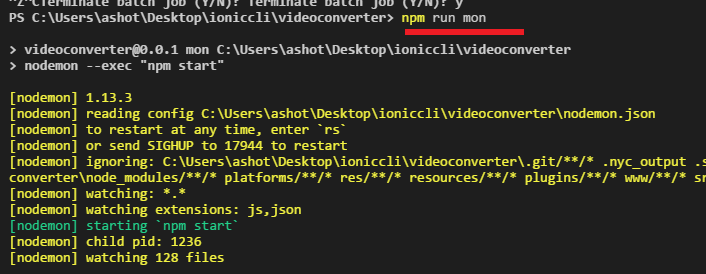 ^Z^CTerminate batch job (Y/N)? Terminate batch job (Y/N)? y
PS C:\Users\ashot\Desktop\ioniccli\videoconverter> npm run mon
> videoconverter@0.0.1 mon C:\Users\ashot\Desktop\ioniccli\videoconverter
> nodemon --exec "npm start"
[nodemon] 1.13.3
[nodemon] reading config C:\Users\ashot\Desktop\ioniccli\videoconverter\nodemon.json
[nodemon] to restart at any time, enter `rs`
[nodemon] or send SIGHUP to 17944 to restart
[nodemon] ignoring: C:\Users\ashot\Desktop\ioniccli\videoconverter\.git/**/* .nyc_output .s
converter\node_modules/**/* platforms/**/* res/**/* resources/**/* plugins/**/* www/**/* sr
[nodemon] watching: *.*
[nodemon] watching extensions: js,json
[nodemon] starting `npm start`
[nodemon] child pid: 1236
[nodemon] watching 128 files